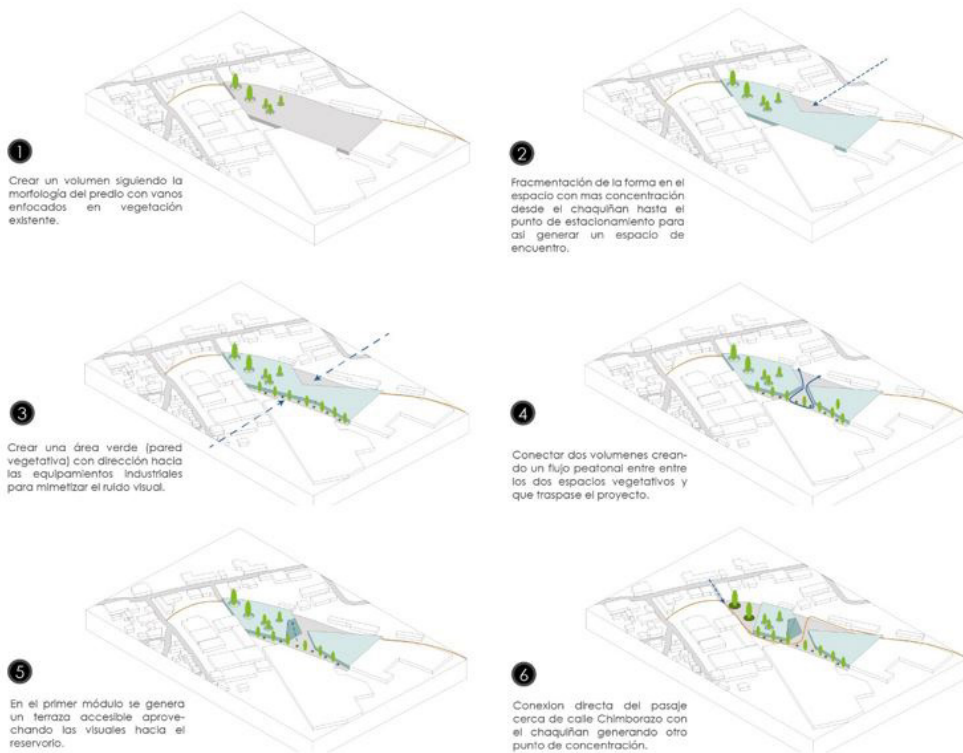 1
Crear un volumen siguiendo la
morfología del predio con vanos
enfocados en vegetación
existente.
2
Fracmentación de la forma en el
espacio con mas concentración
desde el chaquiñan hasta el
punto de estacionamiento para
asi generar un espacio de
encuentro.
3
Crear una área verde (pared
vegetativa) con dirección hacia
las equipamientos industriales
para mimetizar el ruido visual.
4
Conectar dos volumenes crean-
do un flujo peatonal entre entre
los dos espacios vegetativos y
que traspase el proyecto.
5
En el primer módulo se genera
un terraza accesible aprove-
chando las visuales hacia el
reservorio.
6
Conexion directa del pasaje
cerca de calle Chimborazo con
el chaquiñan generando otro
punto de concentración.